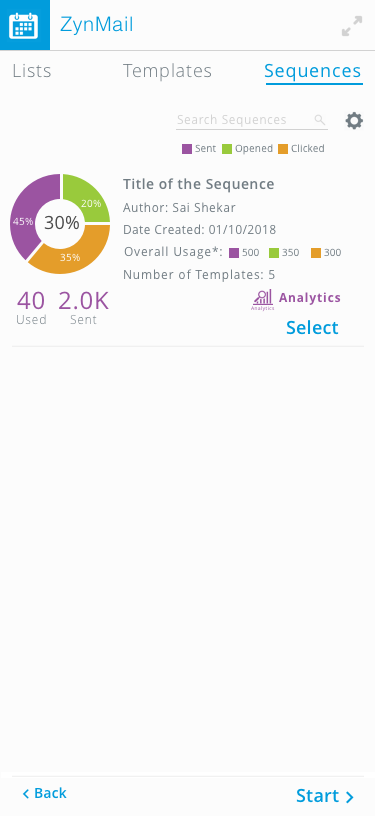 ZynMail
Lists Templates Sequences
Search Sequences
Sent Opened Clicked
Title of the Sequence
Author: Sai Shekar
Date Created: 01/10/2018
Overall Usage*: 500 350 300
Number of Templates: 5
20%
45%
30%
35%
40 2.0K
Used Sent
Analytics Analytics
Select
Back Start